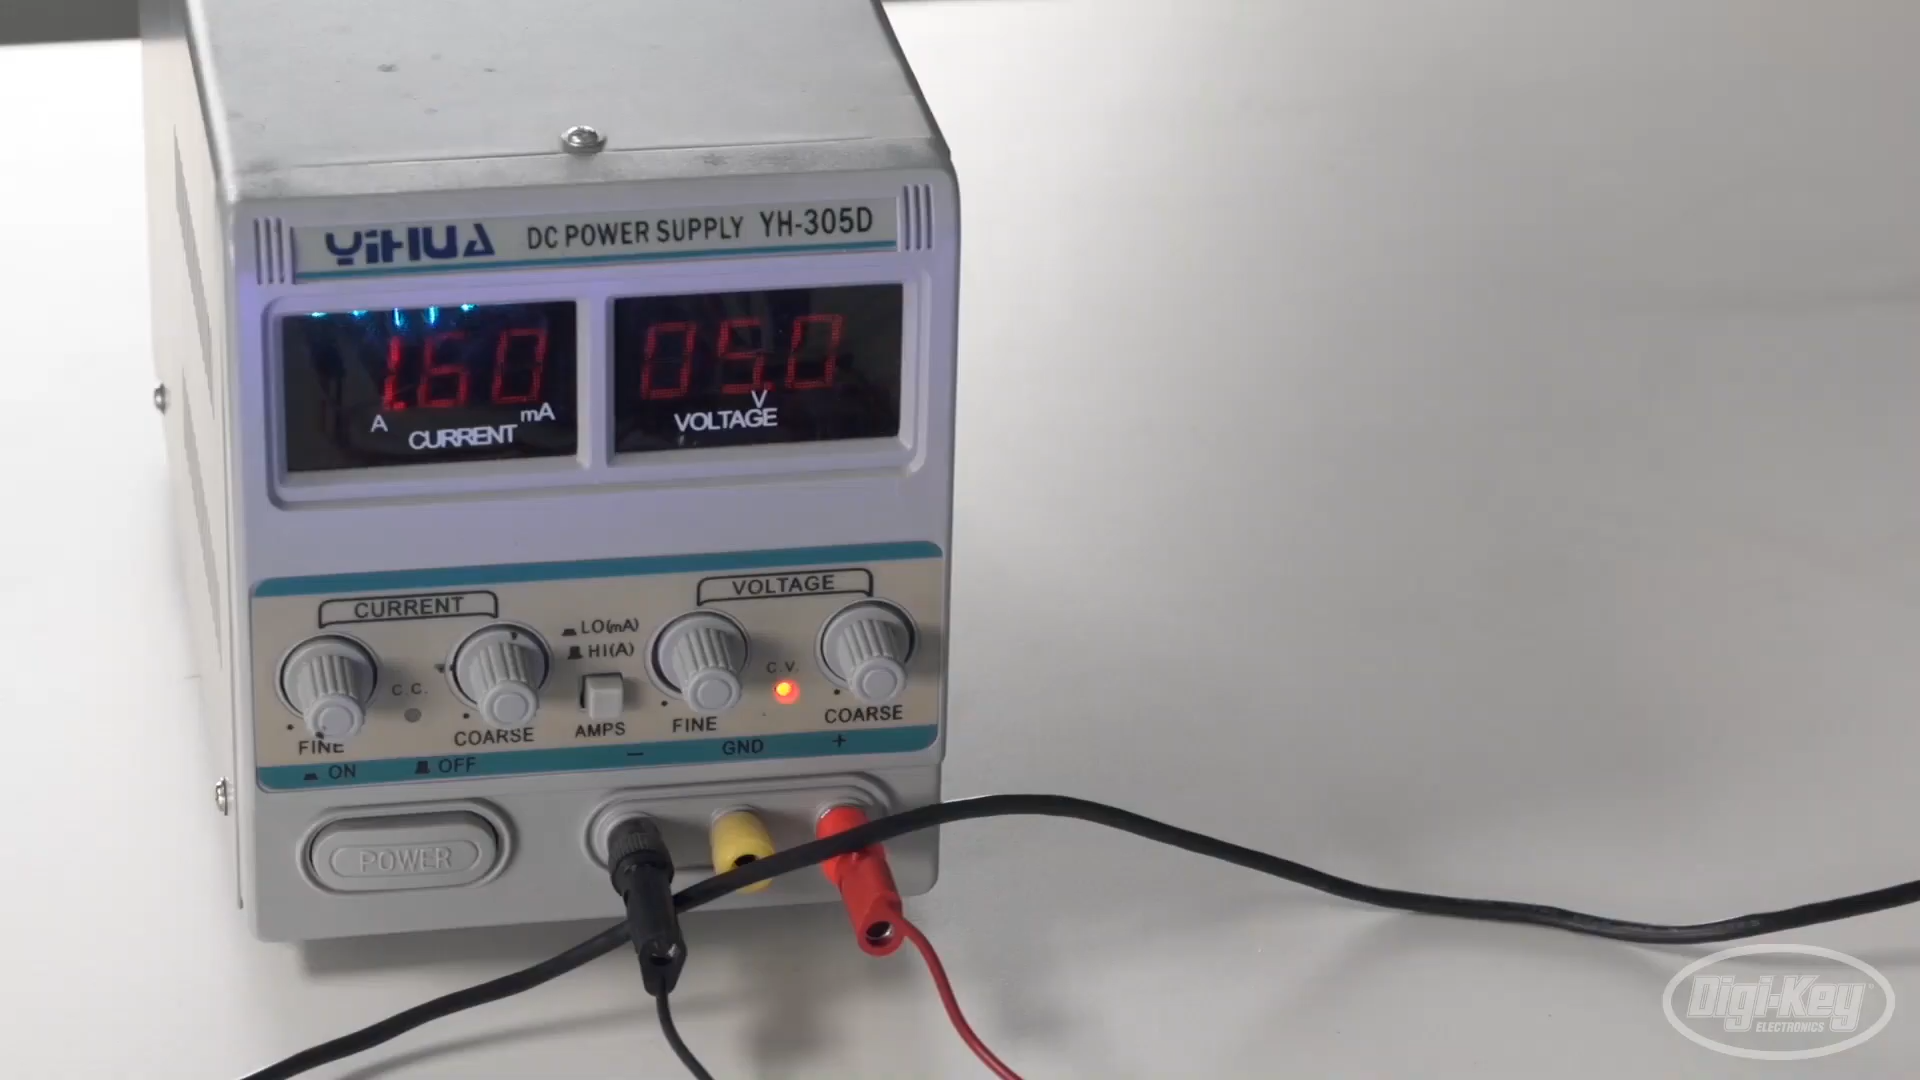 YiHUA DC POWER SUPPLY YH-305D
1.60
05.0
A CURRENT mA
V
VOLTAGE
CURRENT
VOLTAGE
LO(mA)
HI(A)
C.C.
C.V.
FINE
COARSE
AMPS
FINE
COARSE
ON
OFF
− GND +
POWER
Digi-Key
ELECTRONICS